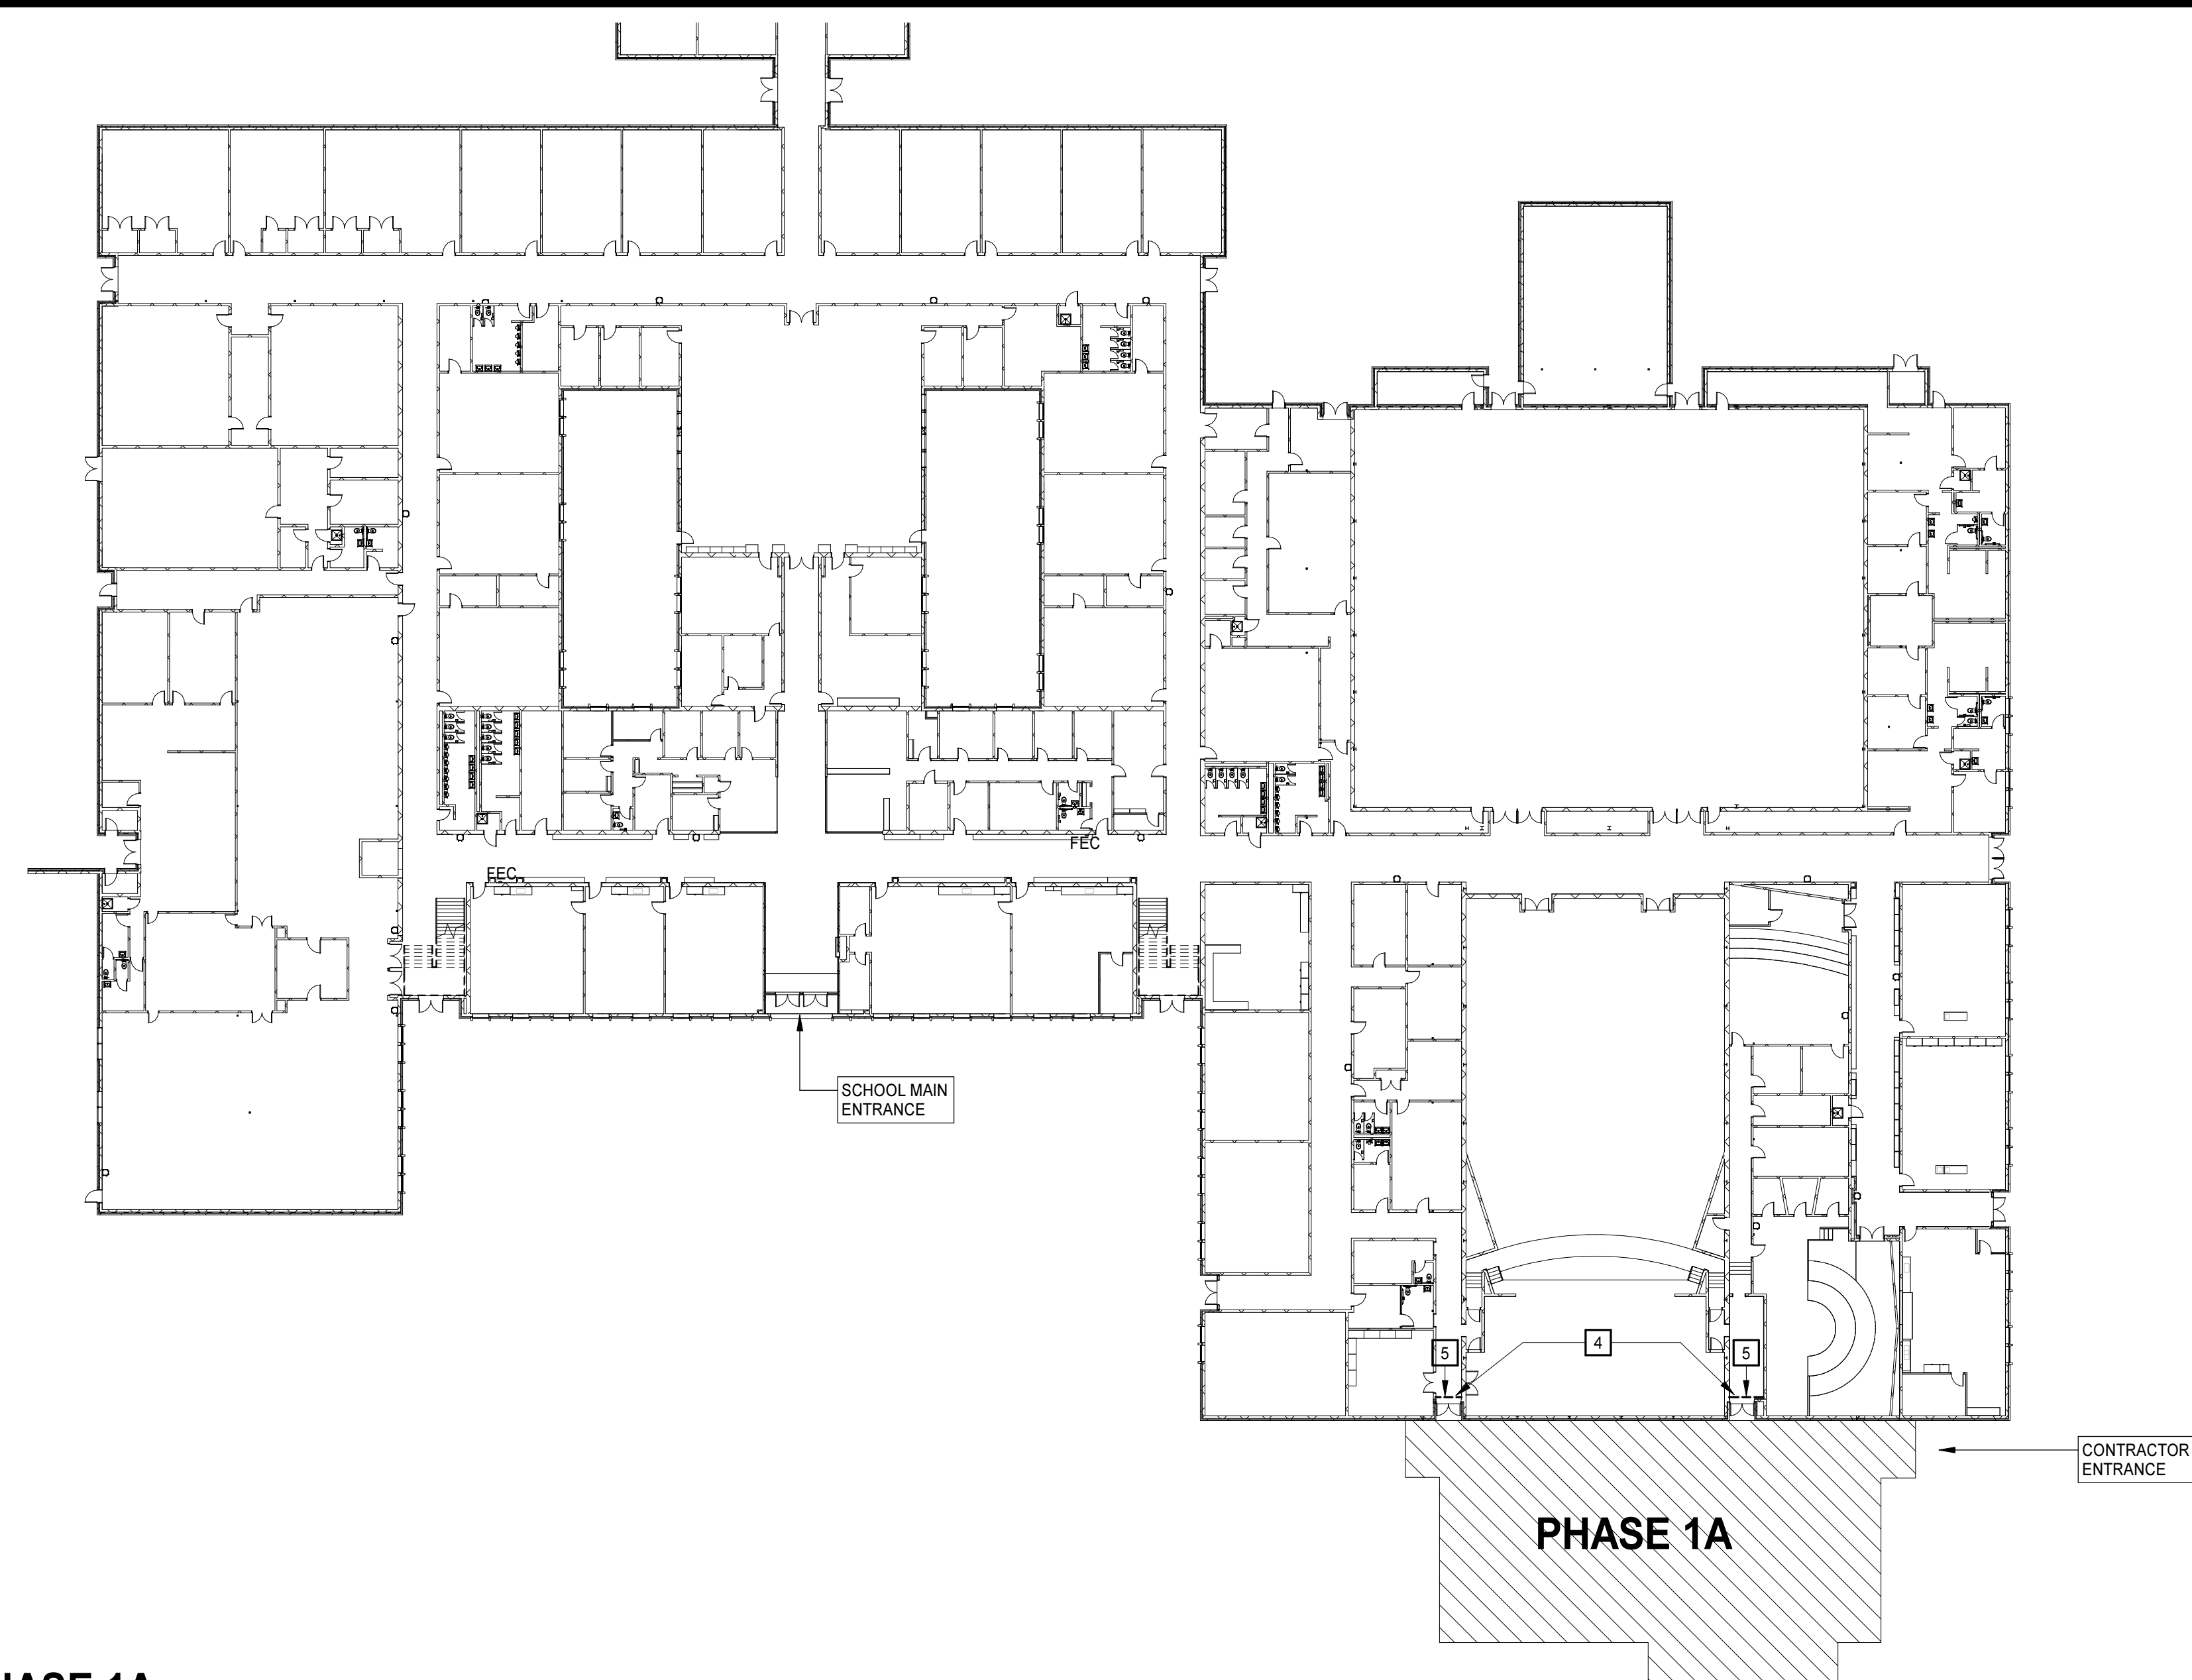 FEC
FEC
SCHOOL MAIN
ENTRANCE
5
4
5
CONTRACTOR
ENTRANCE
PHASE 1A